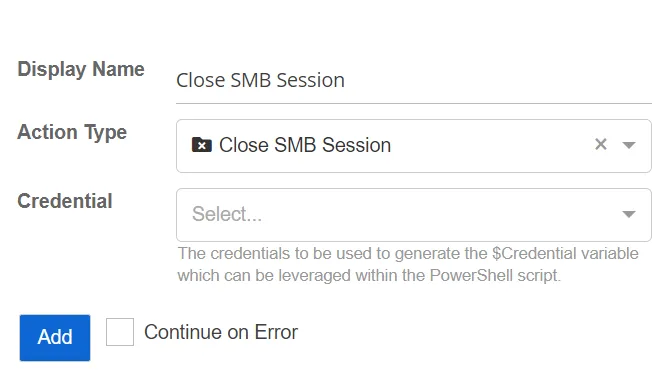 Display Name
Close SMB Session
Action Type
Close SMB Session
Credential
Select...
The credentials to be used to generate the $Credential variable
which can be leveraged within the PowerShell script.
Add
Continue on Error